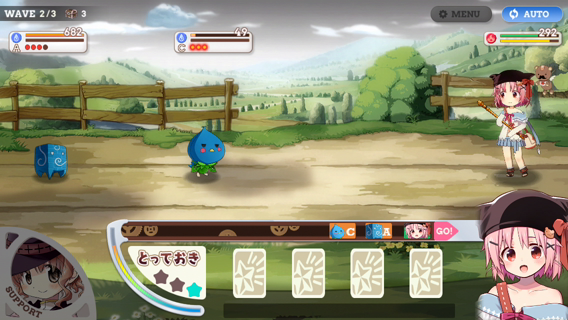 WAVE 2/3 3
MENU
AUTO
682
A
49
C
292
C A GO!
とっておき
SUPPORT